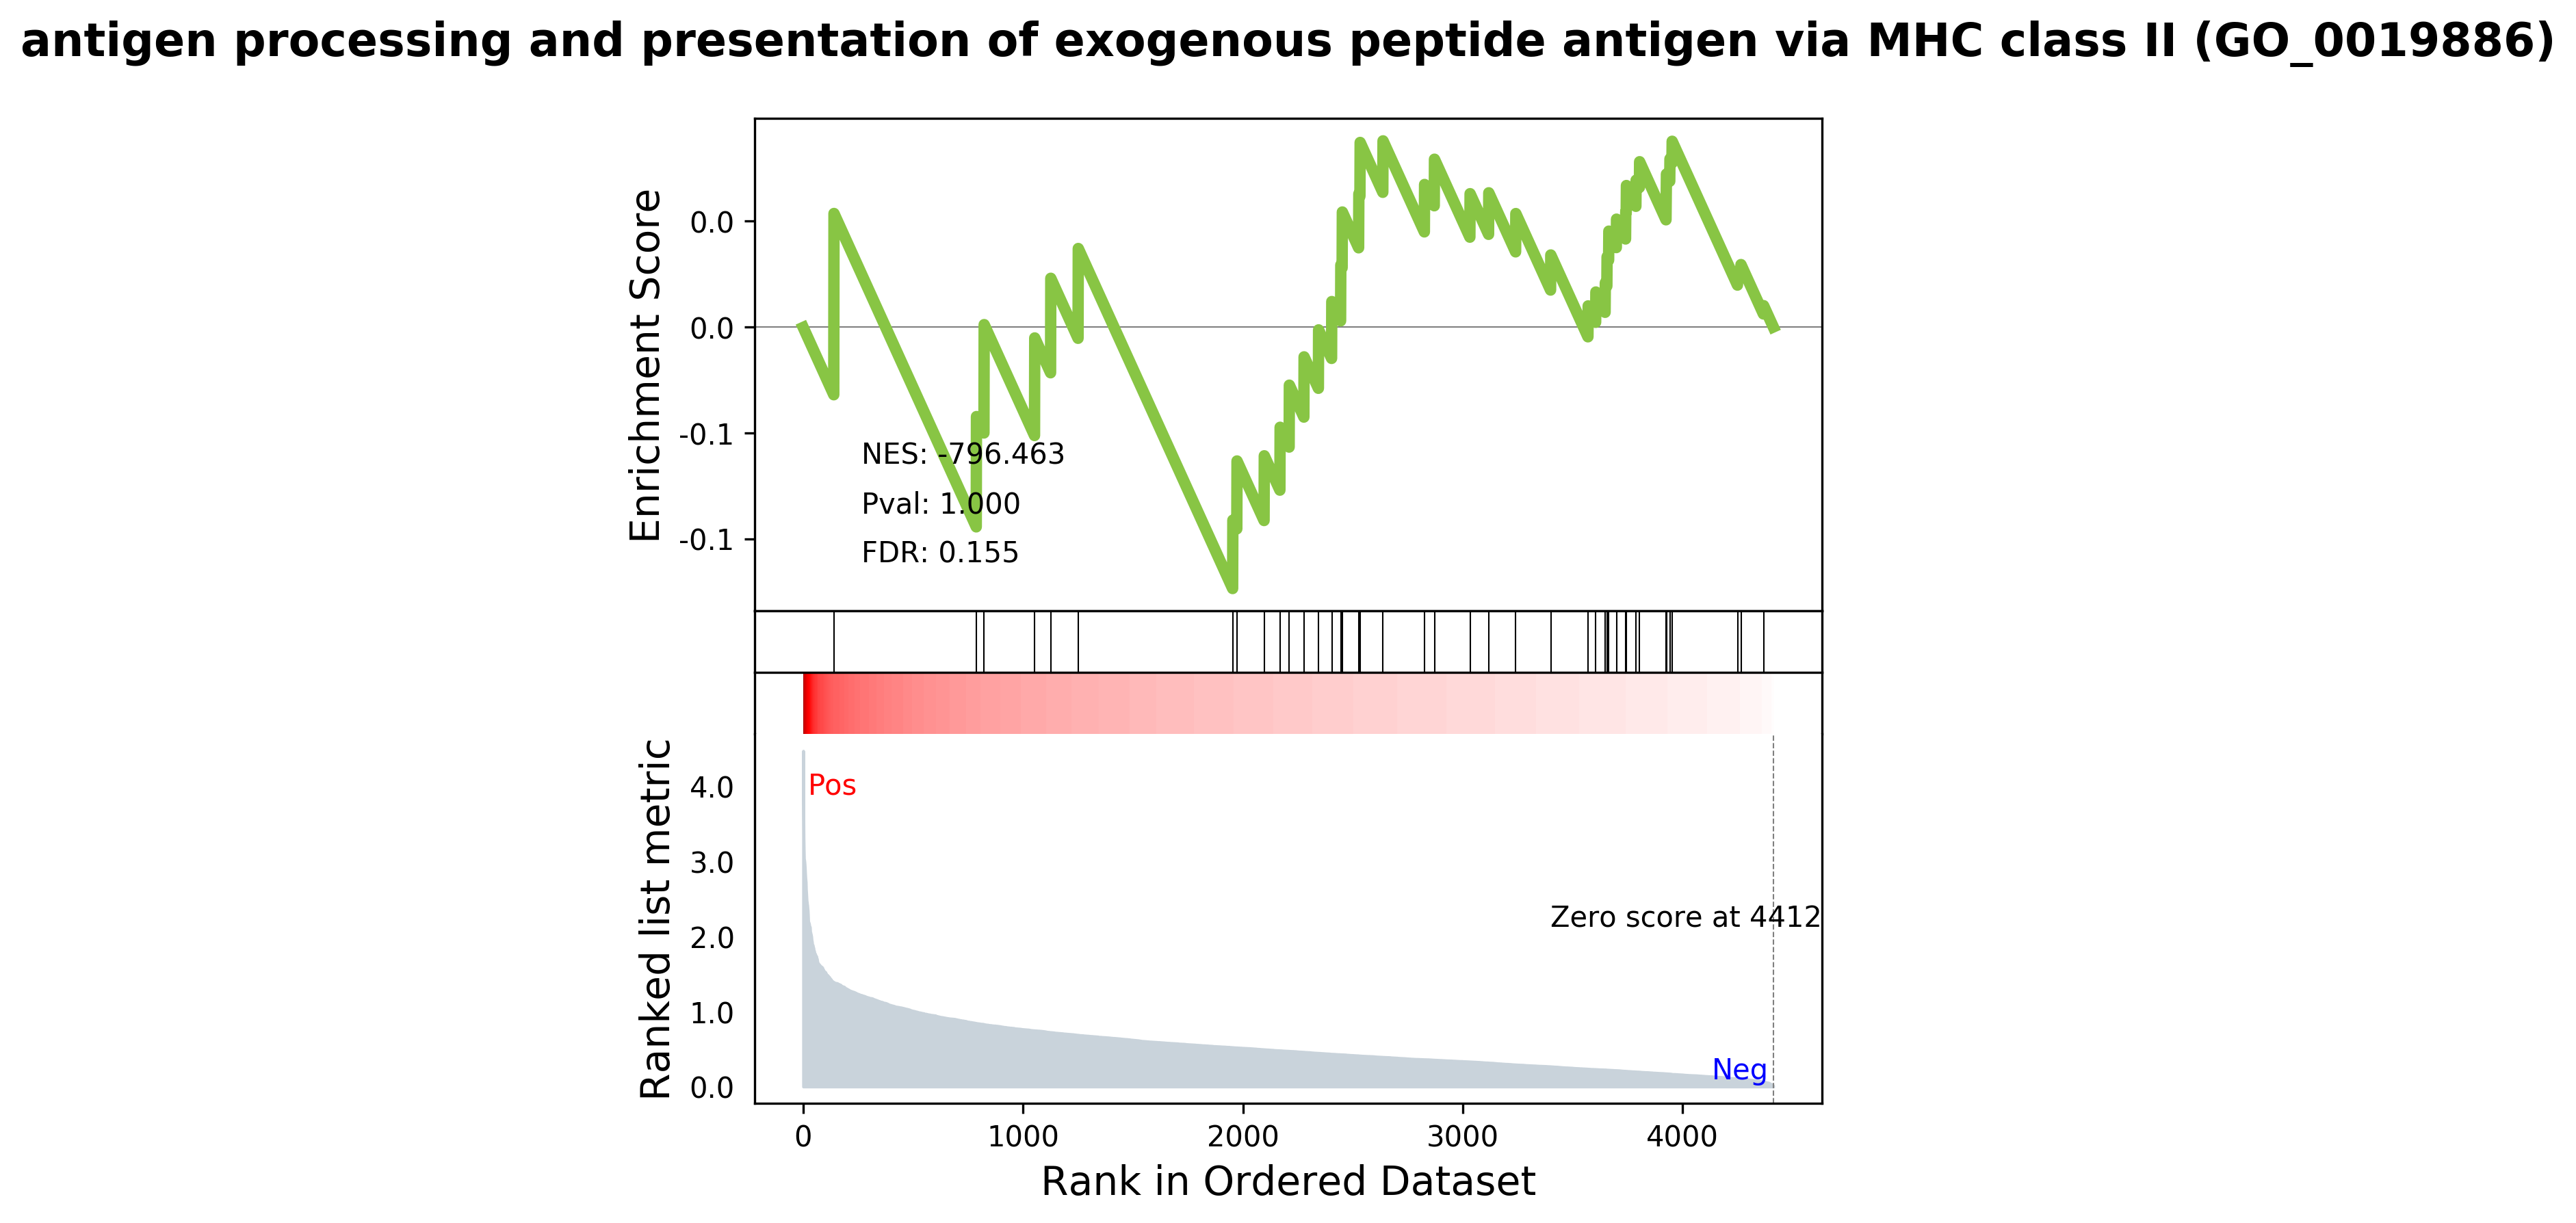 antigen processing and presentation of exogenous peptide antigen via MHC class II (GO_0019886)
Enrichment Score
0.0
0.0
-0.1
-0.1
NES: -796.463
Pval: 1.000
FDR: 0.155
Ranked list metric
4.0
3.0
2.0
1.0
0.0
Pos
Zero score at 4412
Neg
0 1000 2000 3000 4000
Rank in Ordered Dataset